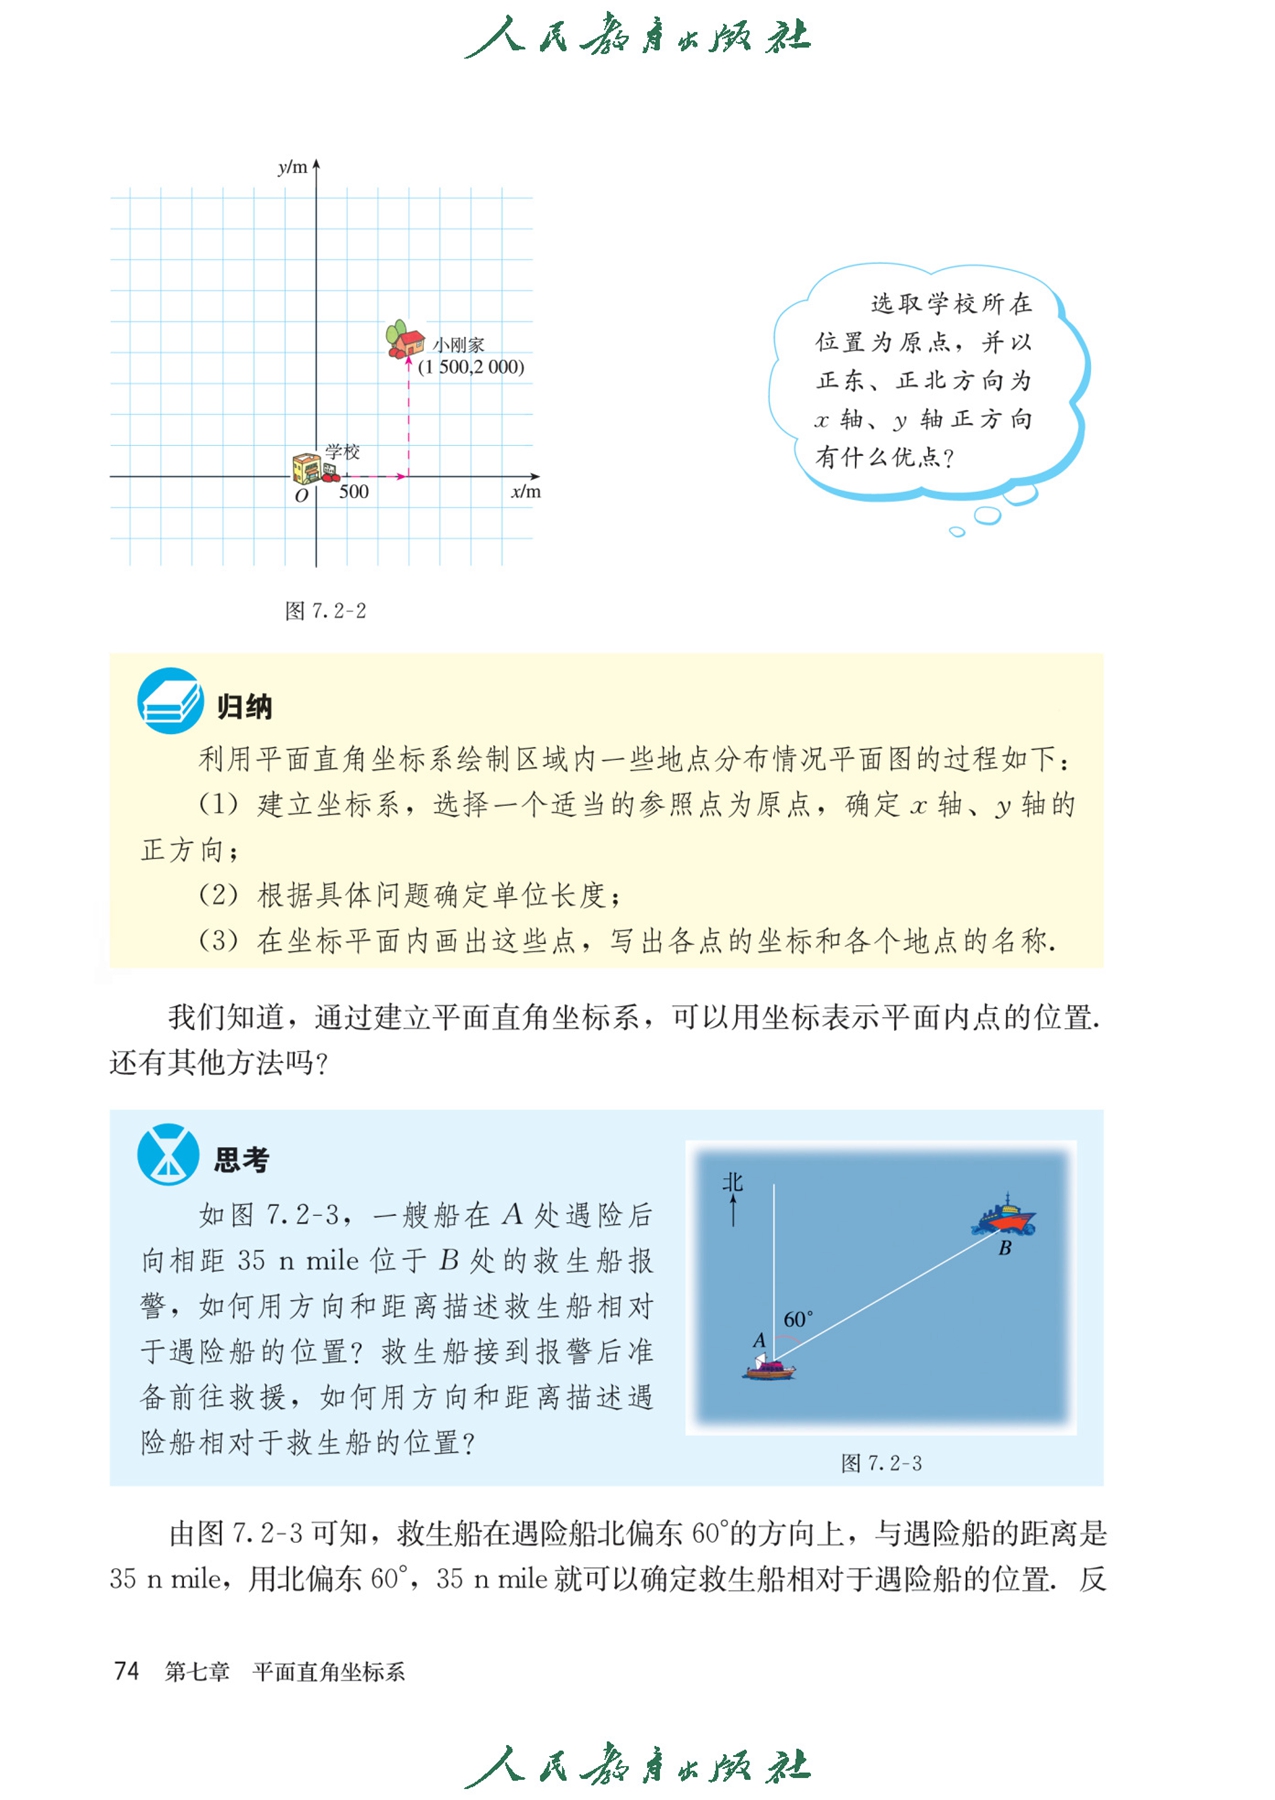 人民教育出版社
y/m
小刚家
(1 500,2 000)
学校
O
500
x/m
图 7.2-2
选取学校所在
位置为原点，并以
正东、正北方向为
x 轴、y 轴正方向
有什么优点？
归纳
利用平面直角坐标系绘制区域内一些地点分布情况平面图的过程如下：
（1）建立坐标系，选择一个适当的参照点为原点，确定 x 轴、y 轴的
正方向；
（2）根据具体问题确定单位长度；
（3）在坐标平面内画出这些点，写出各点的坐标和各个地点的名称．
我们知道，通过建立平面直角坐标系，可以用坐标表示平面内点的位置．
还有其他方法吗？
思考
如图 7.2-3，一艘船在 A 处遇险后
向相距 35 n mile 位于 B 处的救生船报
警，如何用方向和距离描述救生船相对
于遇险船的位置？救生船接到报警后准
备前往救援，如何用方向和距离描述遇
险船相对于救生船的位置？
北
B
60°
A
图 7.2-3
由图 7.2-3 可知，救生船在遇险船北偏东 60°的方向上，与遇险船的距离是
35 n mile，用北偏东 60°，35 n mile 就可以确定救生船相对于遇险船的位置．反
74 第七章 平面直角坐标系
人民教育出版社